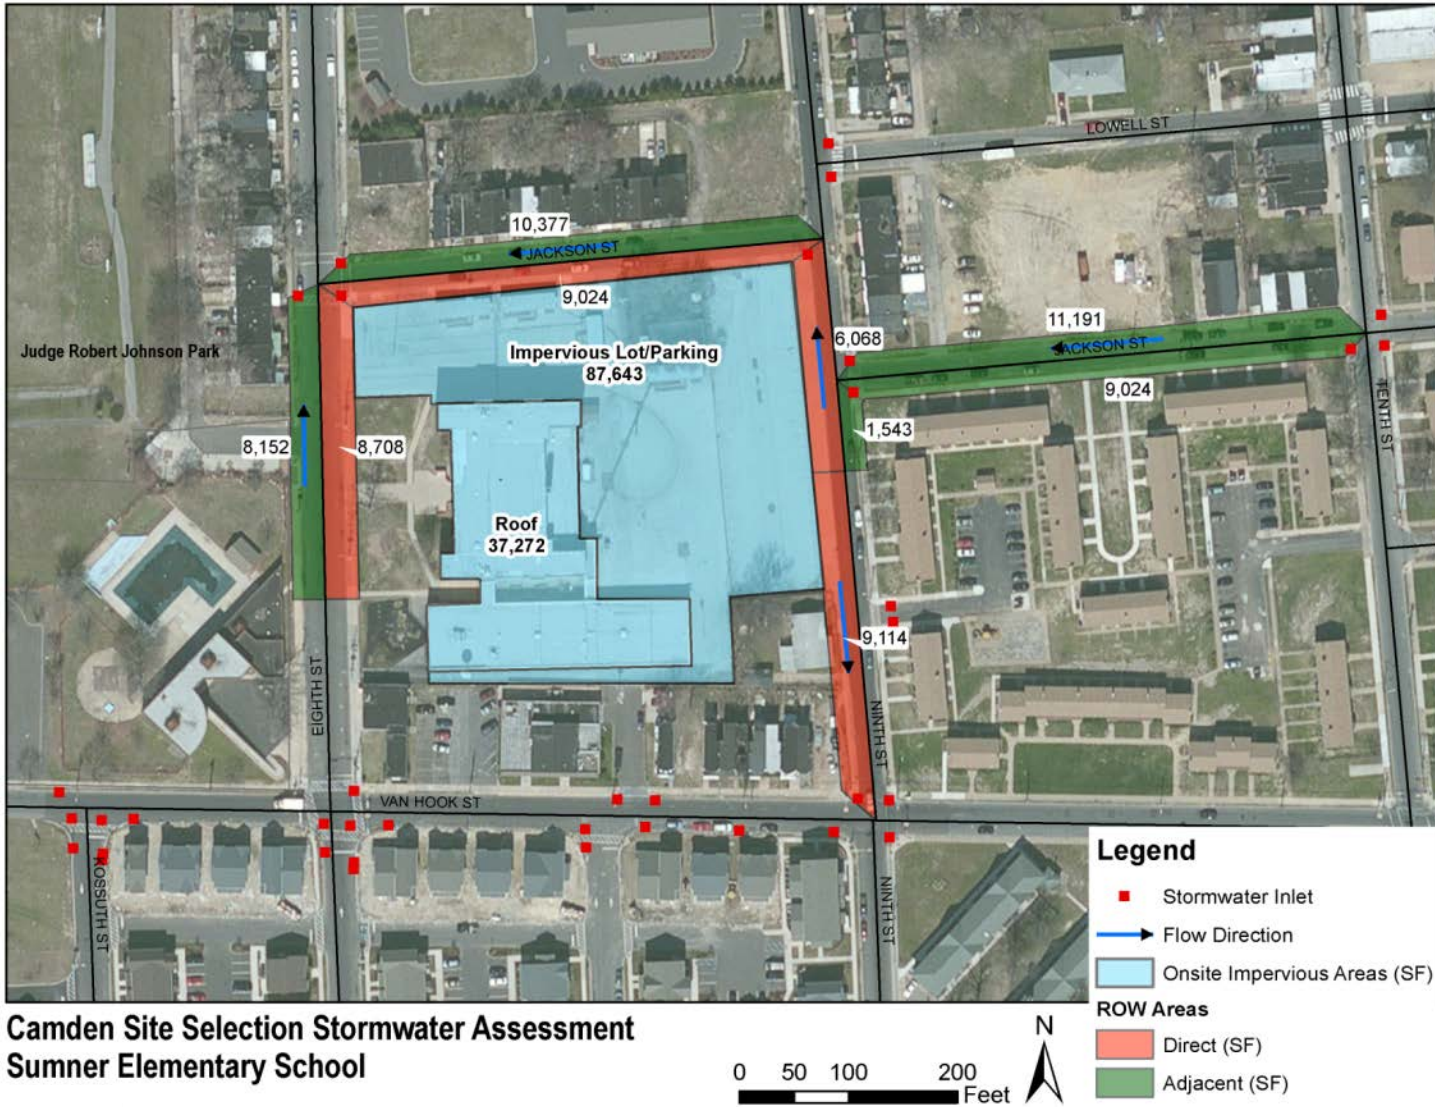 LOWELL ST
10,377
JACKSON ST
9,024
11,191
6,068
JACKSON ST
Judge Robert Johnson Park
Impervious Lot/Parking
87,643
9,024
TENTH ST
1,543
8,152
8,708
Roof
37,272
9,114
EIGHTH ST
NINTH ST
VAN HOOK ST
KOSSUTH ST
NINTH ST
Legend
Stormwater Inlet
Flow Direction
Onsite Impervious Areas (SF)
ROW Areas
Direct (SF)
Adjacent (SF)
Camden Site Selection Stormwater Assessment
Sumner Elementary School
N
0 50 100 200
Feet